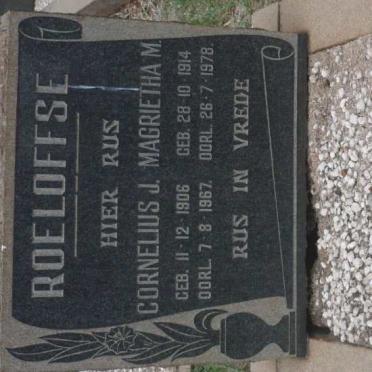 ROELOFFSE
HIER RUS
CORNELIUS J. MAGRIETHA M.
GEB. 11-12-1906 GEB. 28-10-1914
OORL. 7-8-1967. OORL. 26-7-1978.
RUS IN VREDE